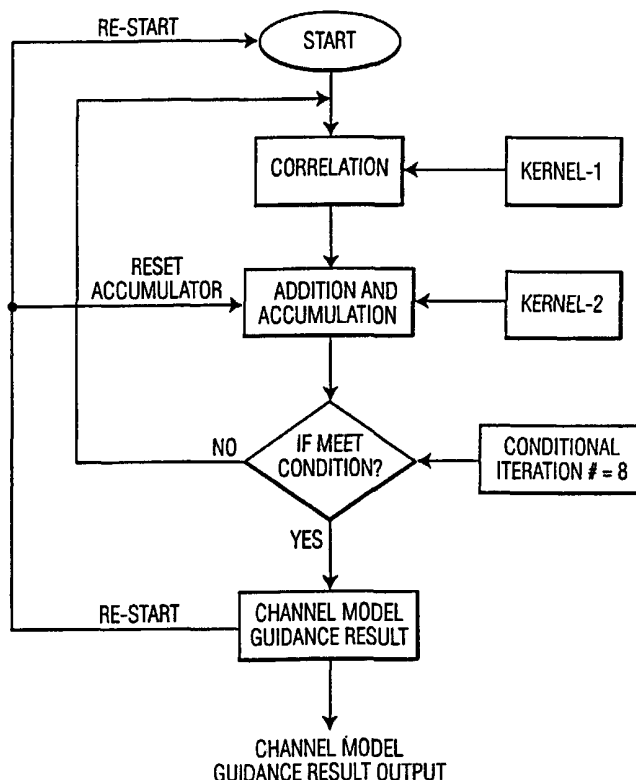 RE-START
START
CORRELATION
KERNEL-1
RESET
ACCUMULATOR
ADDITION AND
ACCUMULATION
KERNEL-2
NO
IF MEET
CONDITION?
CONDITIONAL
ITERATION # = 8
YES
RE-START
CHANNEL MODEL
GUIDANCE RESULT
CHANNEL MODEL
GUIDANCE RESULT OUTPUT